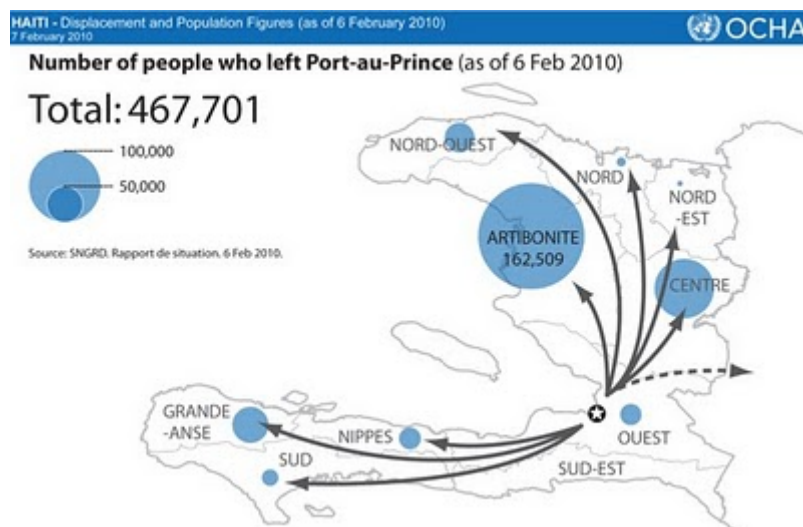 HAITI - Displacement and Population Figures (as of 6 February 2010)
7 February 2010
OCHA
Number of people who left Port-au-Prince (as of 6 Feb 2010)
Total: 467,701
100,000
50,000
Source: SNGRD. Rapport de situation. 6 Feb 2010.
NORD-OUEST
NORD
NORD
-EST
ARTIBONITE
162,509
CENTRE
GRANDE
-ANSE
NIPPES
OUEST
SUD
SUD-EST